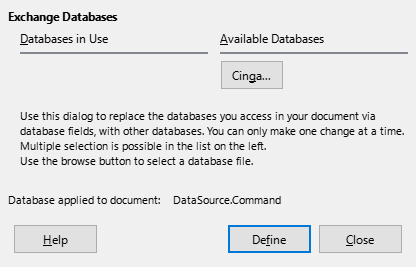 Exchange Databases
Databases in Use
Available Databases
Cinga...
Use this dialog to replace the databases you access in your document via
database fields, with other databases. You can only make one change at a time.
Multiple selection is possible in the list on the left.
Use the browse button to select a database file.
Database applied to document: DataSource.Command
Help
Define
Close